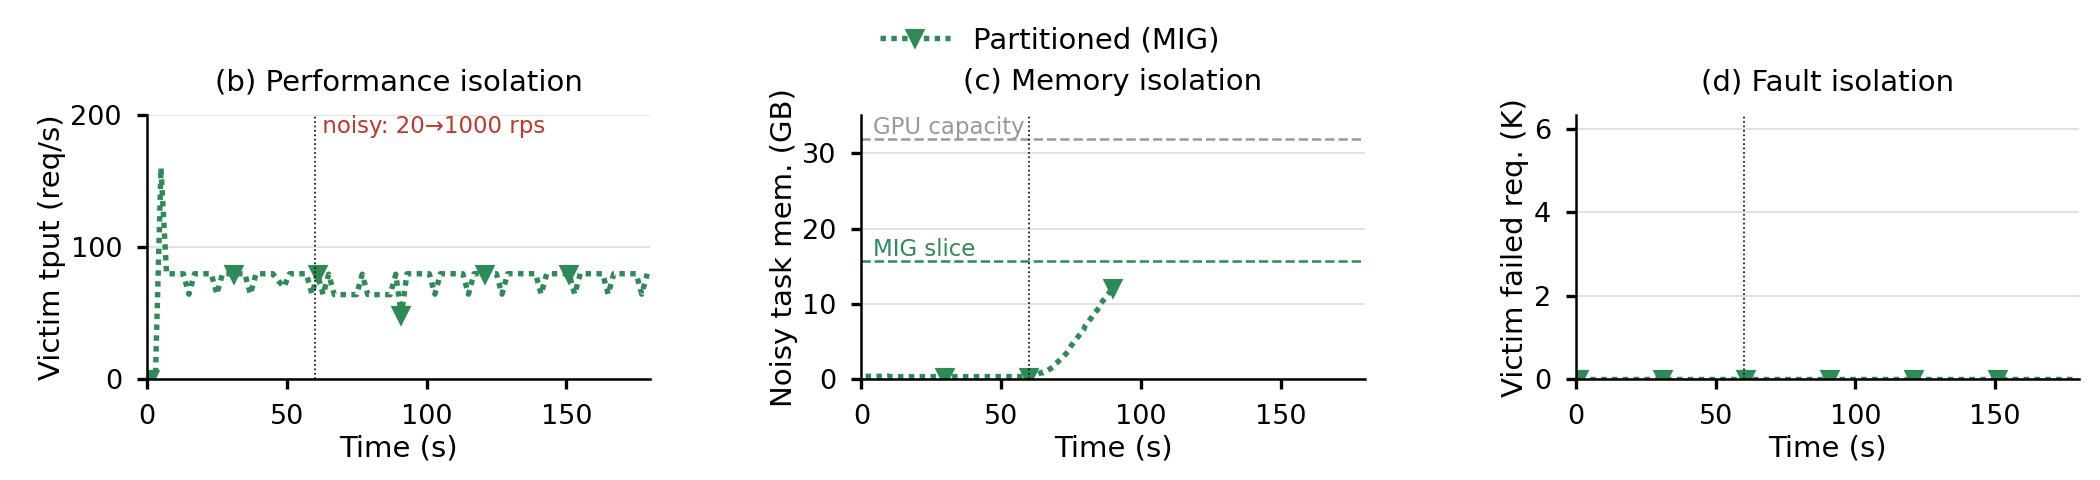 Partitioned (MIG)
(b) Performance isolation
Victim tput (req/s)
200
100
0
noisy: 20→1000 rps
0 50 100 150
Time (s)
(c) Memory isolation
Noisy task mem. (GB)
30
20
10
0
GPU capacity
MIG slice
0 50 100 150
Time (s)
(d) Fault isolation
Victim failed req. (K)
6
4
2
0
0 50 100 150
Time (s)